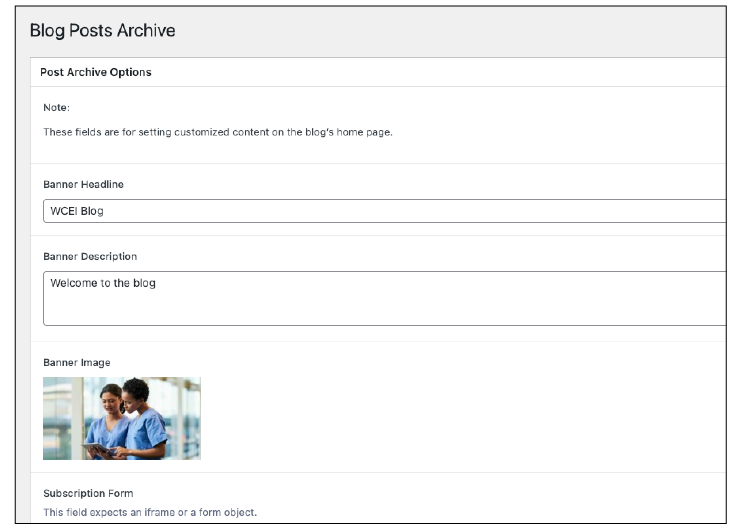 Blog Posts Archive
Post Archive Options
Note:
These fields are for setting customized content on the blog's home page.
Banner Headline
WCEI Blog
Banner Description
Welcome to the blog
Banner Image
Subscription Form
This field expects an iframe or a form object.